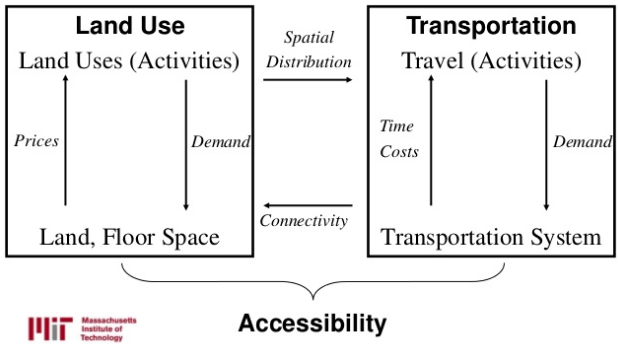 Land Use
Land Uses (Activities)
Prices
Demand
Land, Floor Space
Spatial
Distribution
Connectivity
Transportation
Travel (Activities)
Time
Costs
Demand
Transportation System
Accessibility
MIT
Massachusetts
Institute of
Technology